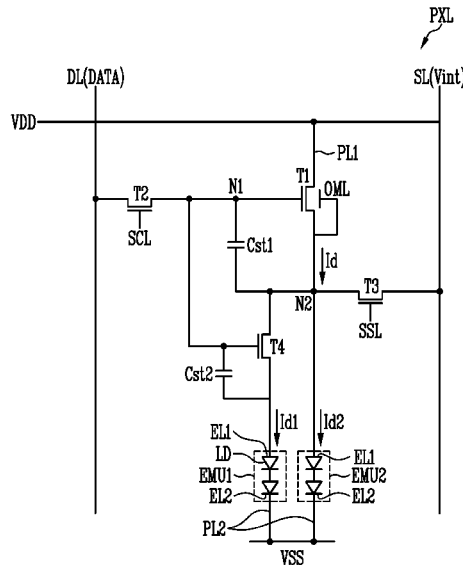 PXL
DL(DATA)
SL(Vint)
VDD
PL1
T1
T2
N1
OML
SCL
Cst1
Id
T3
N2
SSL
T4
Cst2
Id1
Id2
EL1
EL1
LD
EMU1
EMU2
EL2
EL2
PL2
VSS